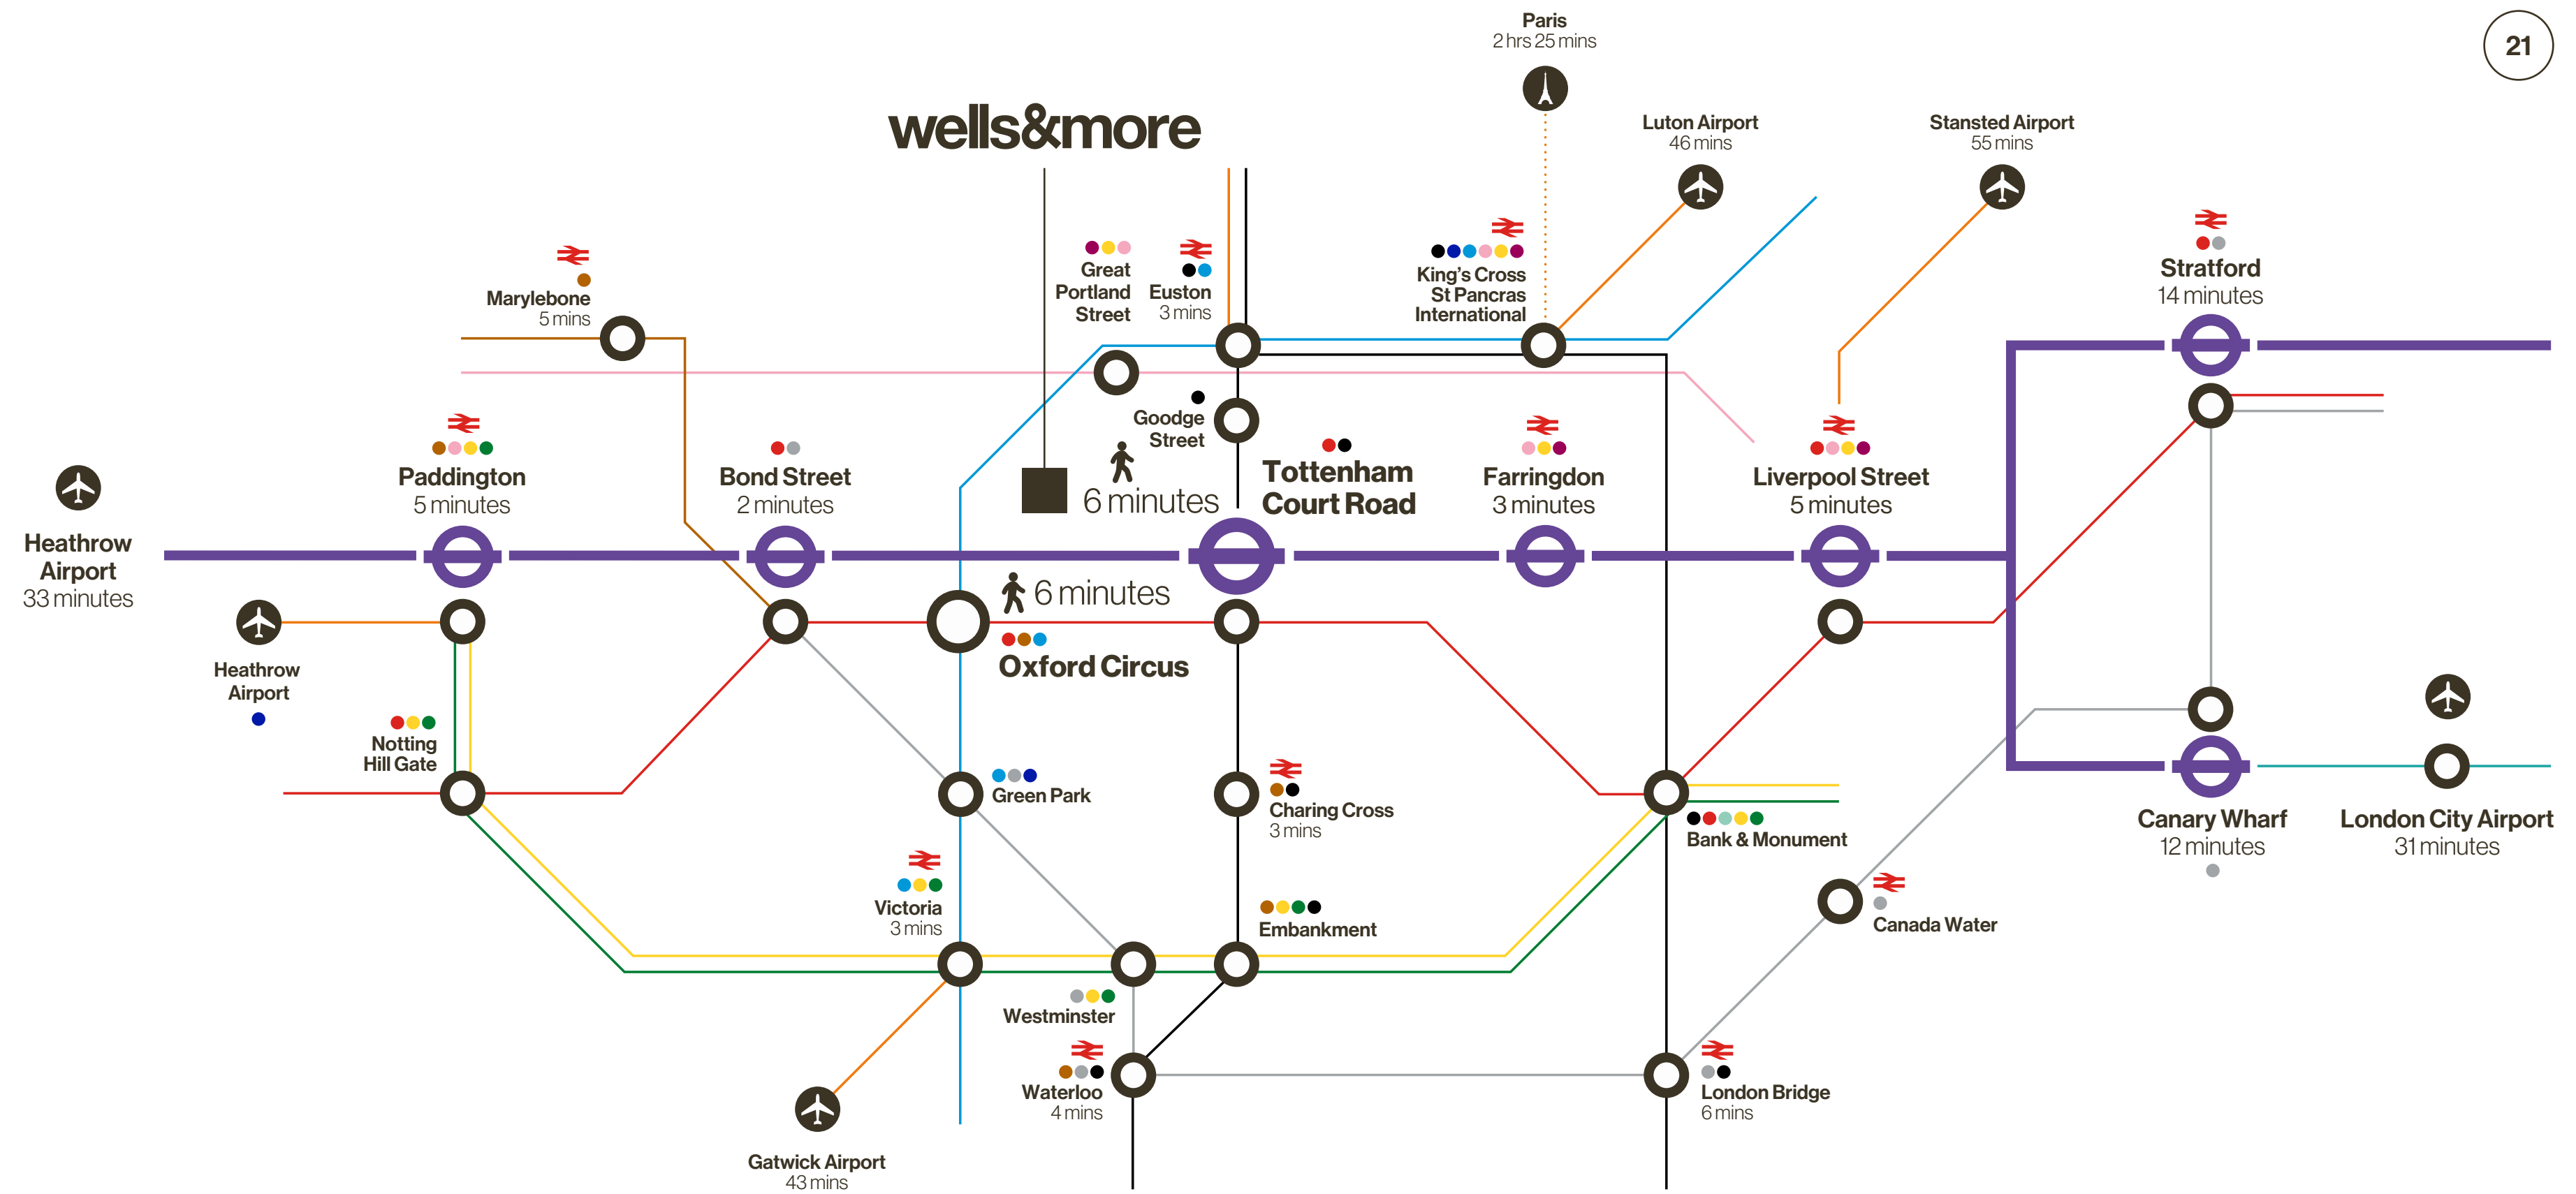 21
Paris
2 hrs 25 mins
wells&more
Luton Airport
46 mins
Stansted Airport
55 mins
Marylebone
5 mins
Great
Portland
Street
Euston
3 mins
King's Cross
St Pancras
International
Stratford
14 minutes
Goodge
Street
Heathrow
Airport
33 minutes
Paddington
5 minutes
Bond Street
2 minutes
6 minutes
Tottenham
Court Road
Farringdon
3 minutes
Liverpool Street
5 minutes
6 minutes
Oxford Circus
Heathrow
Airport
Notting
Hill Gate
Green Park
Charing Cross
3 mins
Bank & Monument
Canary Wharf
12 minutes
London City Airport
31 minutes
Victoria
3 mins
Embankment
Canada Water
Westminster
Waterloo
4 mins
London Bridge
6 mins
Gatwick Airport
43 mins